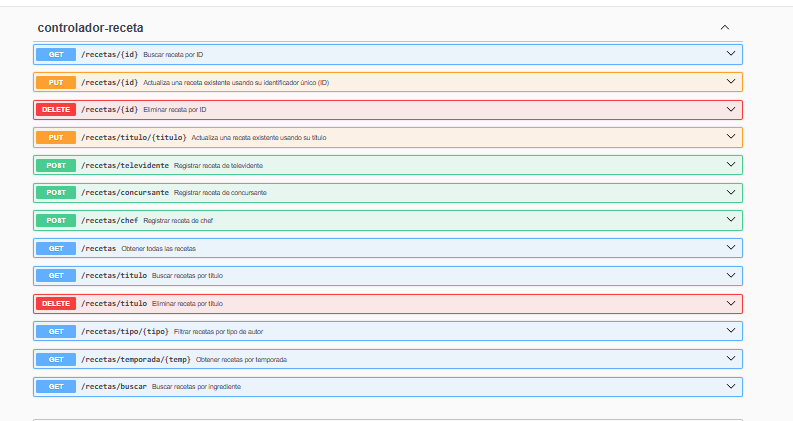 controlador-receta
GET /recetas/{id} Buscar receta por ID
PUT /recetas/{id} Actualiza una receta existente usando su identificador único (ID)
DELETE /recetas/{id} Eliminar receta por ID
PUT /recetas/titulo/{titulo} Actualiza una receta existente usando su título
POST /recetas/televidente Registrar receta de televidente
POST /recetas/concursante Registrar receta de concursante
POST /recetas/chef Registrar receta de chef
GET /recetas Obtener todas las recetas
GET /recetas/titulo Buscar recetas por título
DELETE /recetas/titulo Eliminar receta por título
GET /recetas/tipo/{tipo} Filtrar recetas por tipo de autor
GET /recetas/temporada/{temp} Obtener recetas por temporada
GET /recetas/buscar Buscar recetas por ingrediente